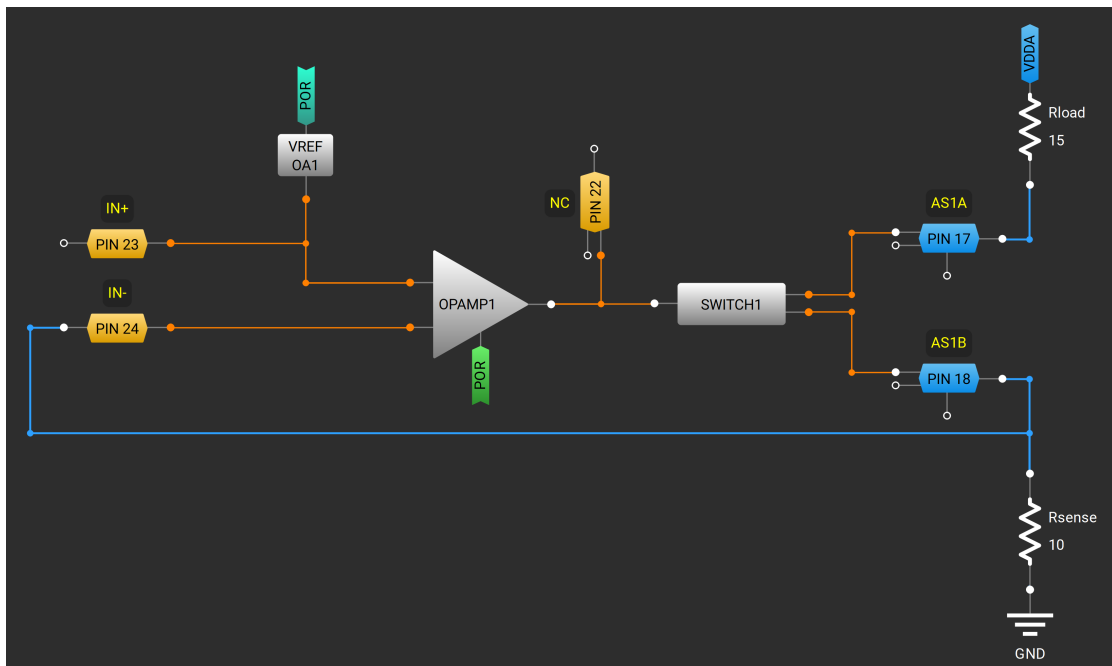 VDDA
Rload
15
POR
VREF
OA1
NC
PIN 22
IN+
PIN 23
AS1A
PIN 17
IN-
PIN 24
OPAMP1
SWITCH1
POR
AS1B
PIN 18
Rsense
10
GND